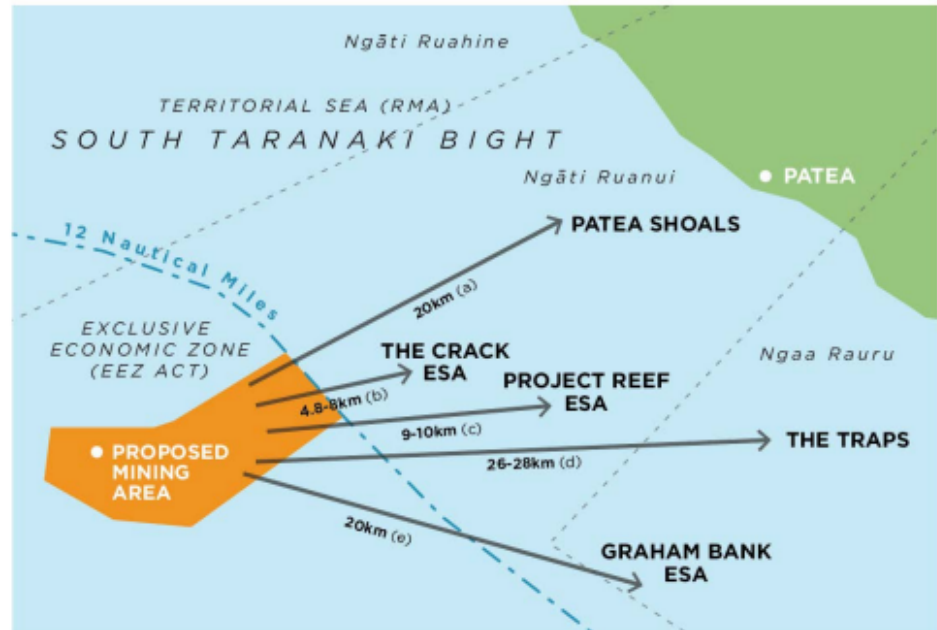 Ngāti Ruahine
TERRITORIAL SEA (RMA)
SOUTH TARANAKI BIGHT
Ngāti Ruanui
PATEA
PATEA SHOALS
12 Nautical Miles
20km (a)
EXCLUSIVE
ECONOMIC ZONE
(EEZ ACT)
THE CRACK
ESA
Ngaa Rauru
PROJECT REEF
ESA
4.8-8km (b)
9-10km (c)
THE TRAPS
PROPOSED
MINING
AREA
26-28km (d)
20km (e)
GRAHAM BANK
ESA